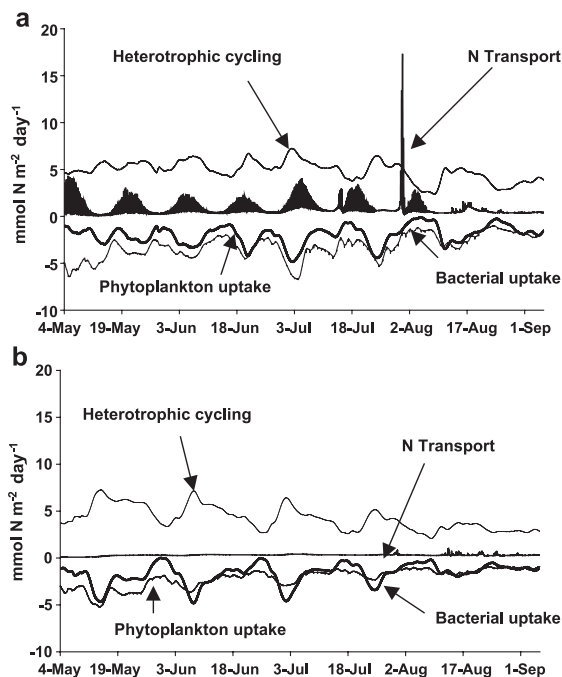 a
20
15
10
5
0
-5
-10
mmol N m-2 day-1
Heterotrophic cycling
N Transport
Phytoplankton uptake
Bacterial uptake
4-May 19-May 3-Jun 18-Jun 3-Jul 18-Jul 2-Aug 17-Aug 1-Sep
b
20
15
10
5
0
-5
-10
mmol N m-2 day-1
Heterotrophic cycling
N Transport
Phytoplankton uptake
Bacterial uptake
4-May 19-May 3-Jun 18-Jun 3-Jul 18-Jul 2-Aug 17-Aug 1-Sep